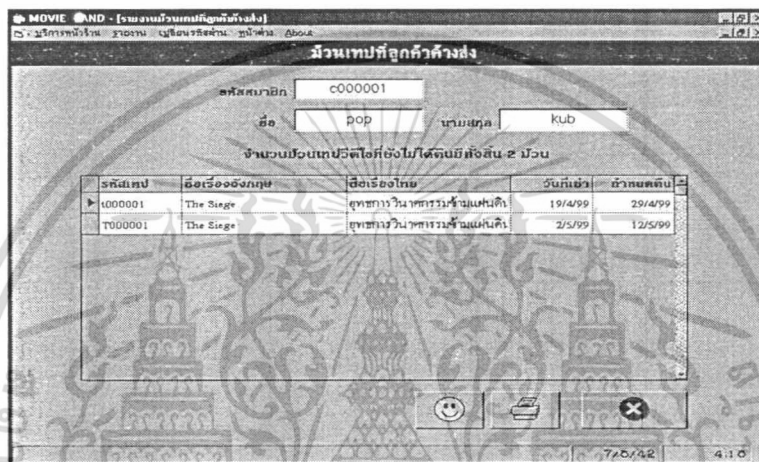 MOVIE LAND - [รายงานม้วนเทปที่ลูกค้าค้างส่ง]
บริการหน้าร้าน รายงาน เปลี่ยนรหัสผ่าน หน้าต่าง About
ม้วนเทปที่ลูกค้าค้างส่ง
รหัสสมาชิก c000001
ชื่อ pop นามสกุล kub
จำนวนม้วนเทปวีดีโอที่ยังไม่ได้คืนมีทั้งสิ้น 2 ม้วน
รหัสเทป ชื่อเรื่องอังกฤษ ชื่อเรื่องไทย วันที่เช่า กำหนดคืน
t000001 The Siege ยุทธการวินาศกรรมข้ามแผ่นดิน 19/4/99 29/4/99
T000001 The Siege ยุทธการวินาศกรรมข้ามแผ่นดิน 2/5/99 12/5/99
4:16